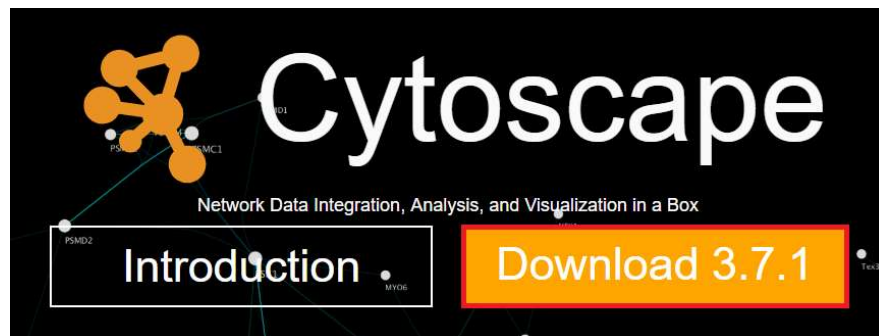 Cytoscape
Network Data Integration, Analysis, and Visualization in a Box
PSMD2
Introduction
MYO6
Download 3.7.1